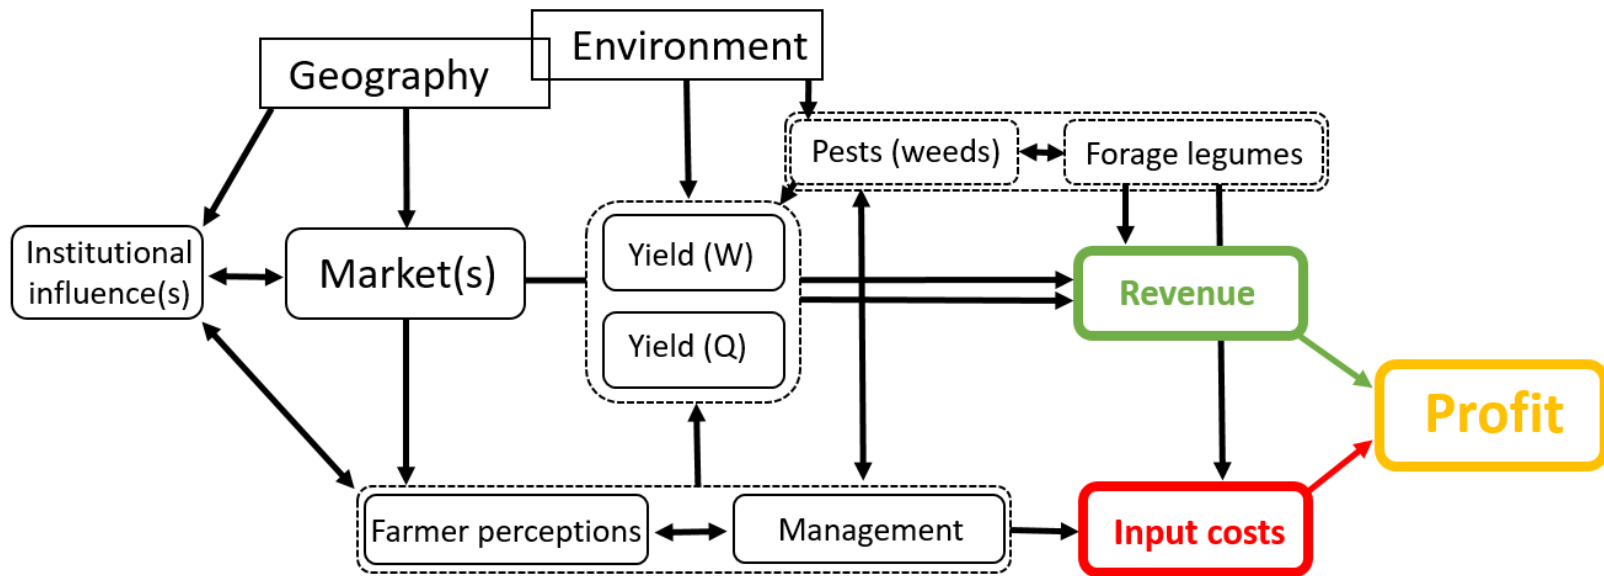 Environment
Geography
Pests (weeds)
Forage legumes
Institutional
influence(s)
Market(s)
Yield (W)
Revenue
Yield (Q)
Profit
Farmer perceptions
Management
Input costs